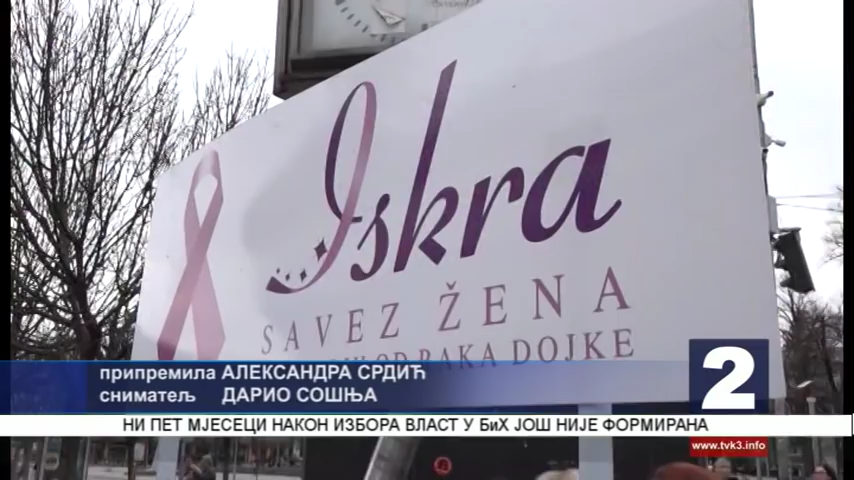 Iskra
SAVEZ ŽENA
OD RAKA DOJKE
припремила АЛЕКСАНДРА СРДИЋ
сниматељ ДАРИО СОШЊА
2
НИ ПЕТ МЈЕСЕЦИ НАКОН ИЗБОРА ВЛАСТ У БиХ ЈОШ НИЈЕ ФОРМИРАНА
www.tvk3.info